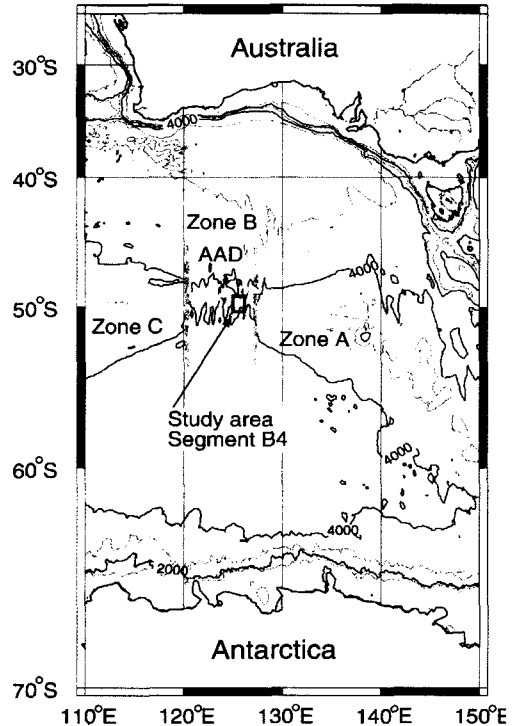 Australia
30°S
4000
40°S
Zone B
AAD
4000
50°S
Zone C
Zone A
Study area
Segment B4
4000
60°S
4000
2000
Antarctica
70°S
110°E
120°E
130°E
140°E
150°E